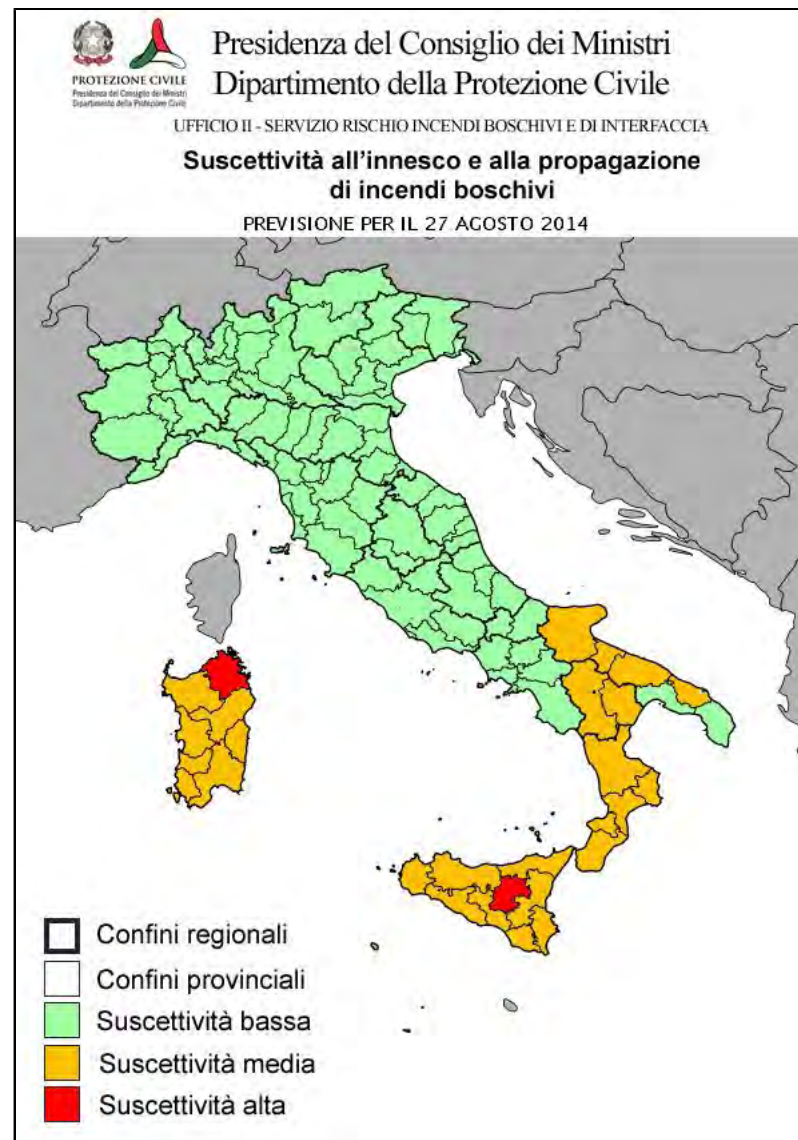 PROTEZIONE CIVILE
Presidenza del Consiglio dei Ministri
Dipartimento della Protezione Civile
Presidenza del Consiglio dei Ministri
Dipartimento della Protezione Civile
UFFICIO II - SERVIZIO RISCHIO INCENDI BOSCHIVI E DI INTERFACCIA
Suscettività all'innesco e alla propagazione
di incendi boschivi
PREVISIONE PER IL 27 AGOSTO 2014
Confini regionali
Confini provinciali
Suscettività bassa
Suscettività media
Suscettività alta